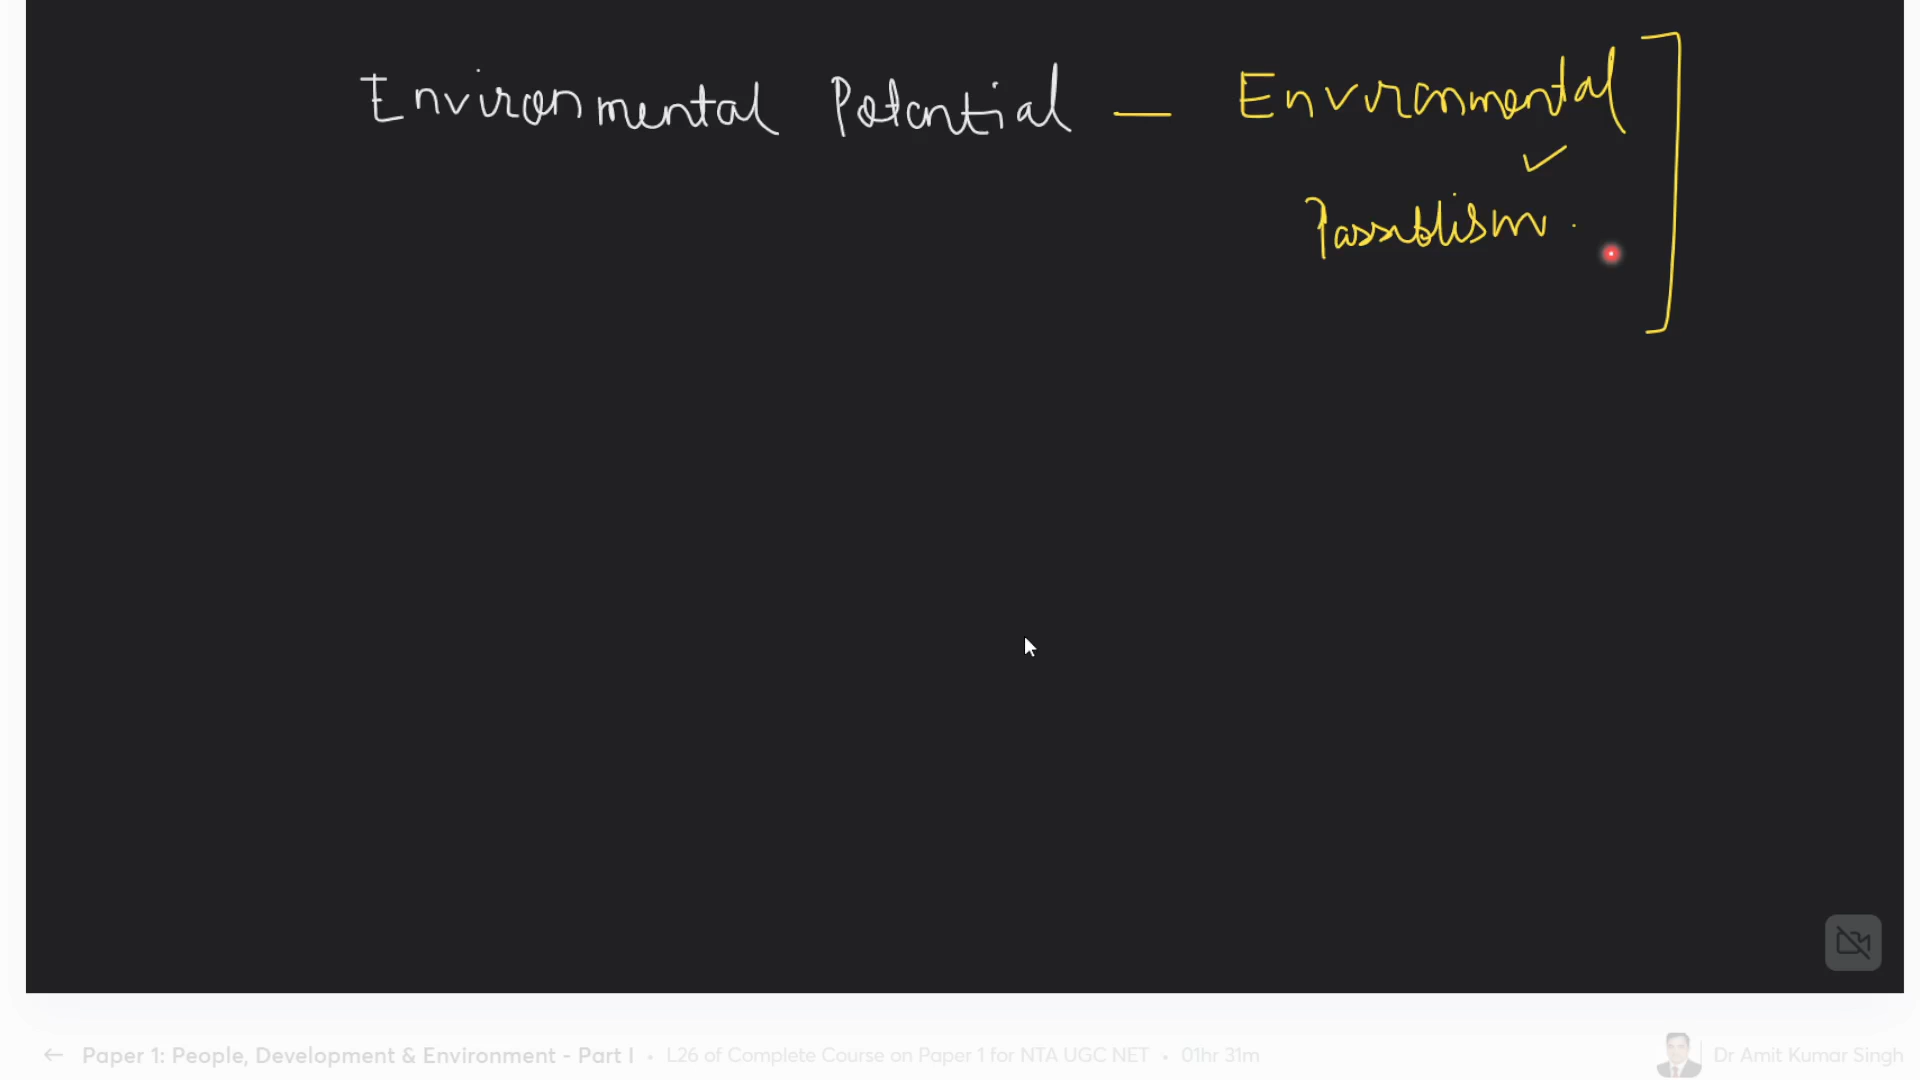 Environmental Potential — Environmental
Possiblism.
← Paper 1: People, Development & Environment - Part I • L26 of Complete Course on Paper 1 for NTA UGC NET • 01hr 31m
Dr Amit Kumar Singh